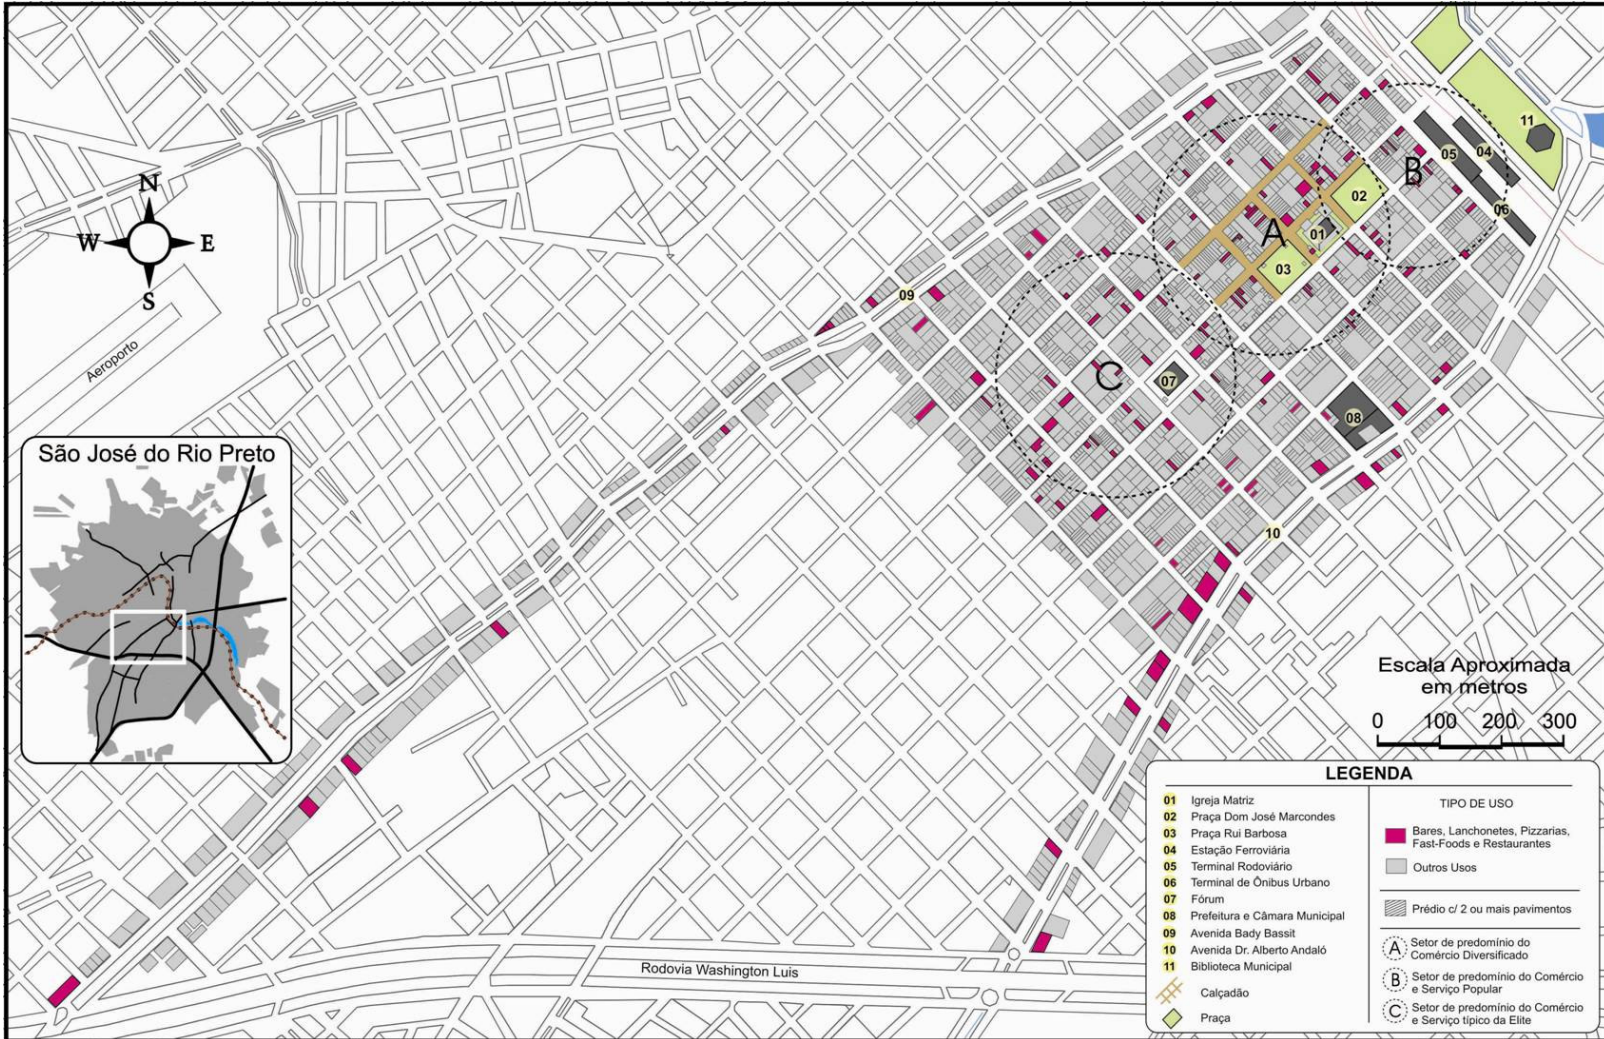 N
W
E
S
Aeroporto
São José do Rio Preto
11
05
04
B
02
06
01
A
03
09
C
07
08
10
Rodovia Washington Luis
Escala Aproximada
em metros
0 100 200 300
LEGENDA
01 Igreja Matriz
02 Praça Dom José Marcondes
03 Praça Rui Barbosa
04 Estação Ferroviária
05 Terminal Rodoviário
06 Terminal de Ônibus Urbano
07 Fórum
08 Prefeitura e Câmara Municipal
09 Avenida Bady Bassit
10 Avenida Dr. Alberto Andaló
11 Biblioteca Municipal
Calçadão
Praça
TIPO DE USO
Bares, Lanchonetes, Pizzarias,
Fast-Foods e Restaurantes
Outros Usos
Prédio c/ 2 ou mais pavimentos
A Setor de predomínio do
Comércio Diversificado
B Setor de predomínio do Comércio
e Serviço Popular
C Setor de predomínio do Comércio
e Serviço típico da Elite